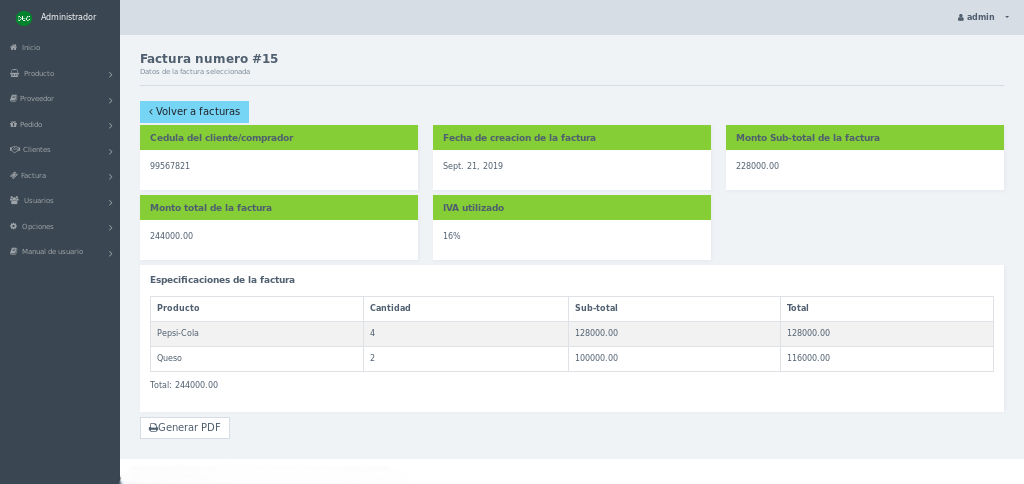 Administrador
admin
Inicio
Producto
Proveedor
Pedido
Clientes
Factura
Usuarios
Opciones
Manual de usuario
Factura numero #15
Datos de la factura seleccionada
Volver a facturas
Cedula del cliente/comprador
99567821
Fecha de creacion de la factura
Sept. 21, 2019
Monto Sub-total de la factura
228000.00
Monto total de la factura
244000.00
IVA utilizado
16%
Especificaciones de la factura
Producto Cantidad Sub-total Total
Pepsi-Cola 4 128000.00 128000.00
Queso 2 100000.00 116000.00
Total: 244000.00
Generar PDF